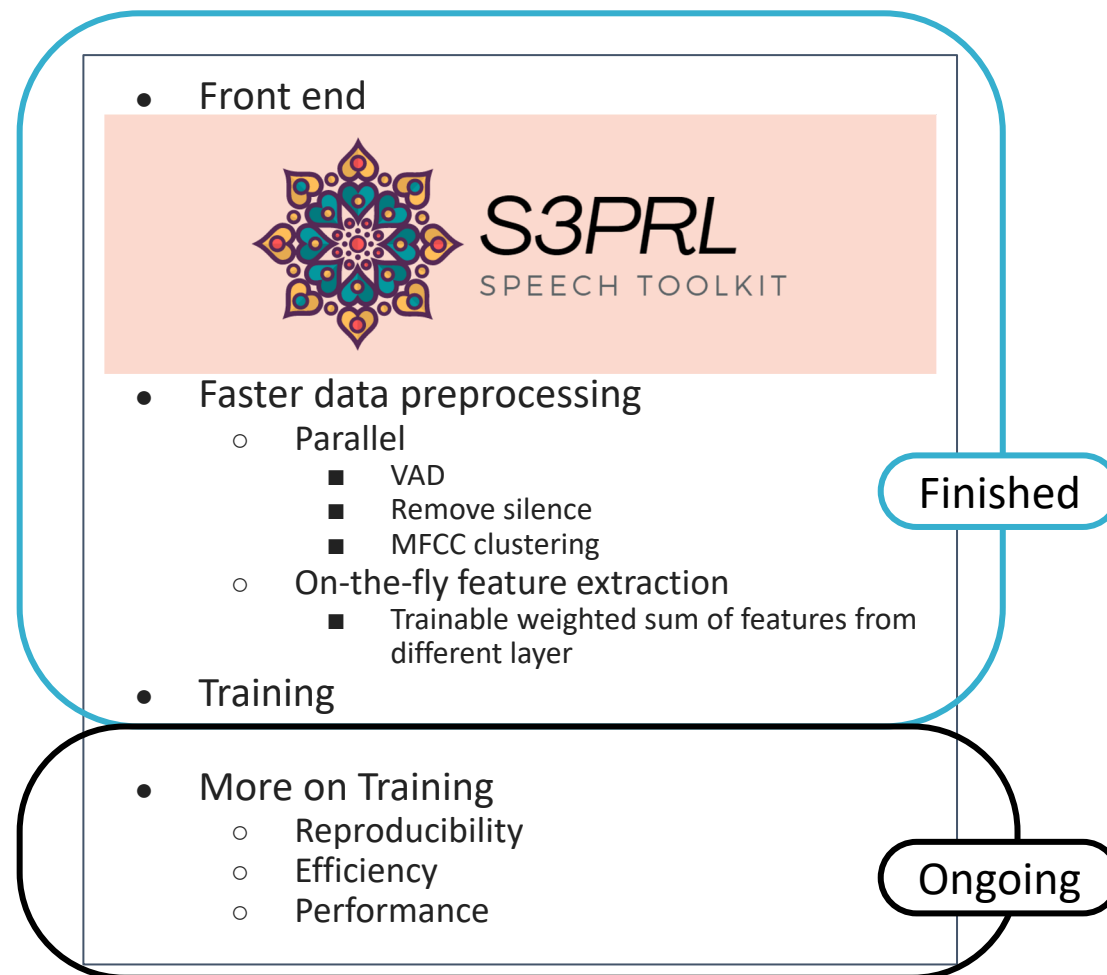 ● Front end
S3PRL
SPEECH TOOLKIT
● Faster data preprocessing
○ Parallel
■ VAD
■ Remove silence
■ MFCC clustering
○ On-the-fly feature extraction
■ Trainable weighted sum of features from
different layer
● Training
Finished
● More on Training
○ Reproducibility
○ Efficiency
○ Performance
Ongoing